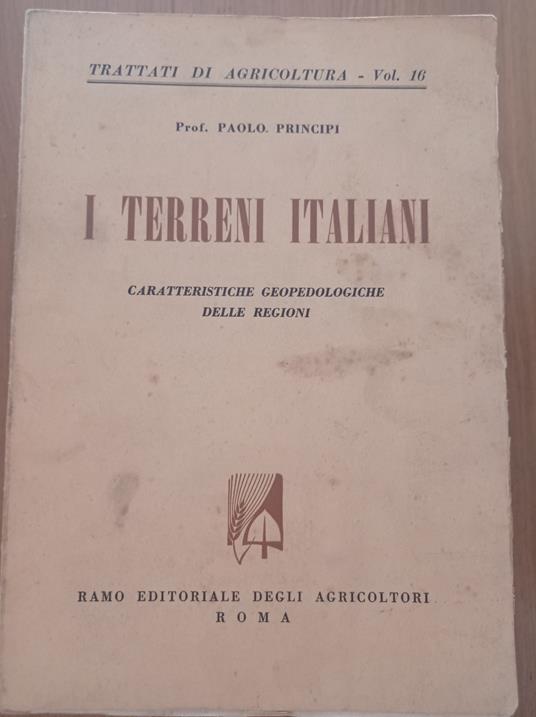 TRATTATI DI AGRICOLTURA - Vol. 16
Prof. PAOLO PRINCIPI
I TERRENI ITALIANI
CARATTERISTICHE GEOPEDOLOGICHE
DELLE REGIONI
RAMO EDITORIALE DEGLI AGRICOLTORI
ROMA